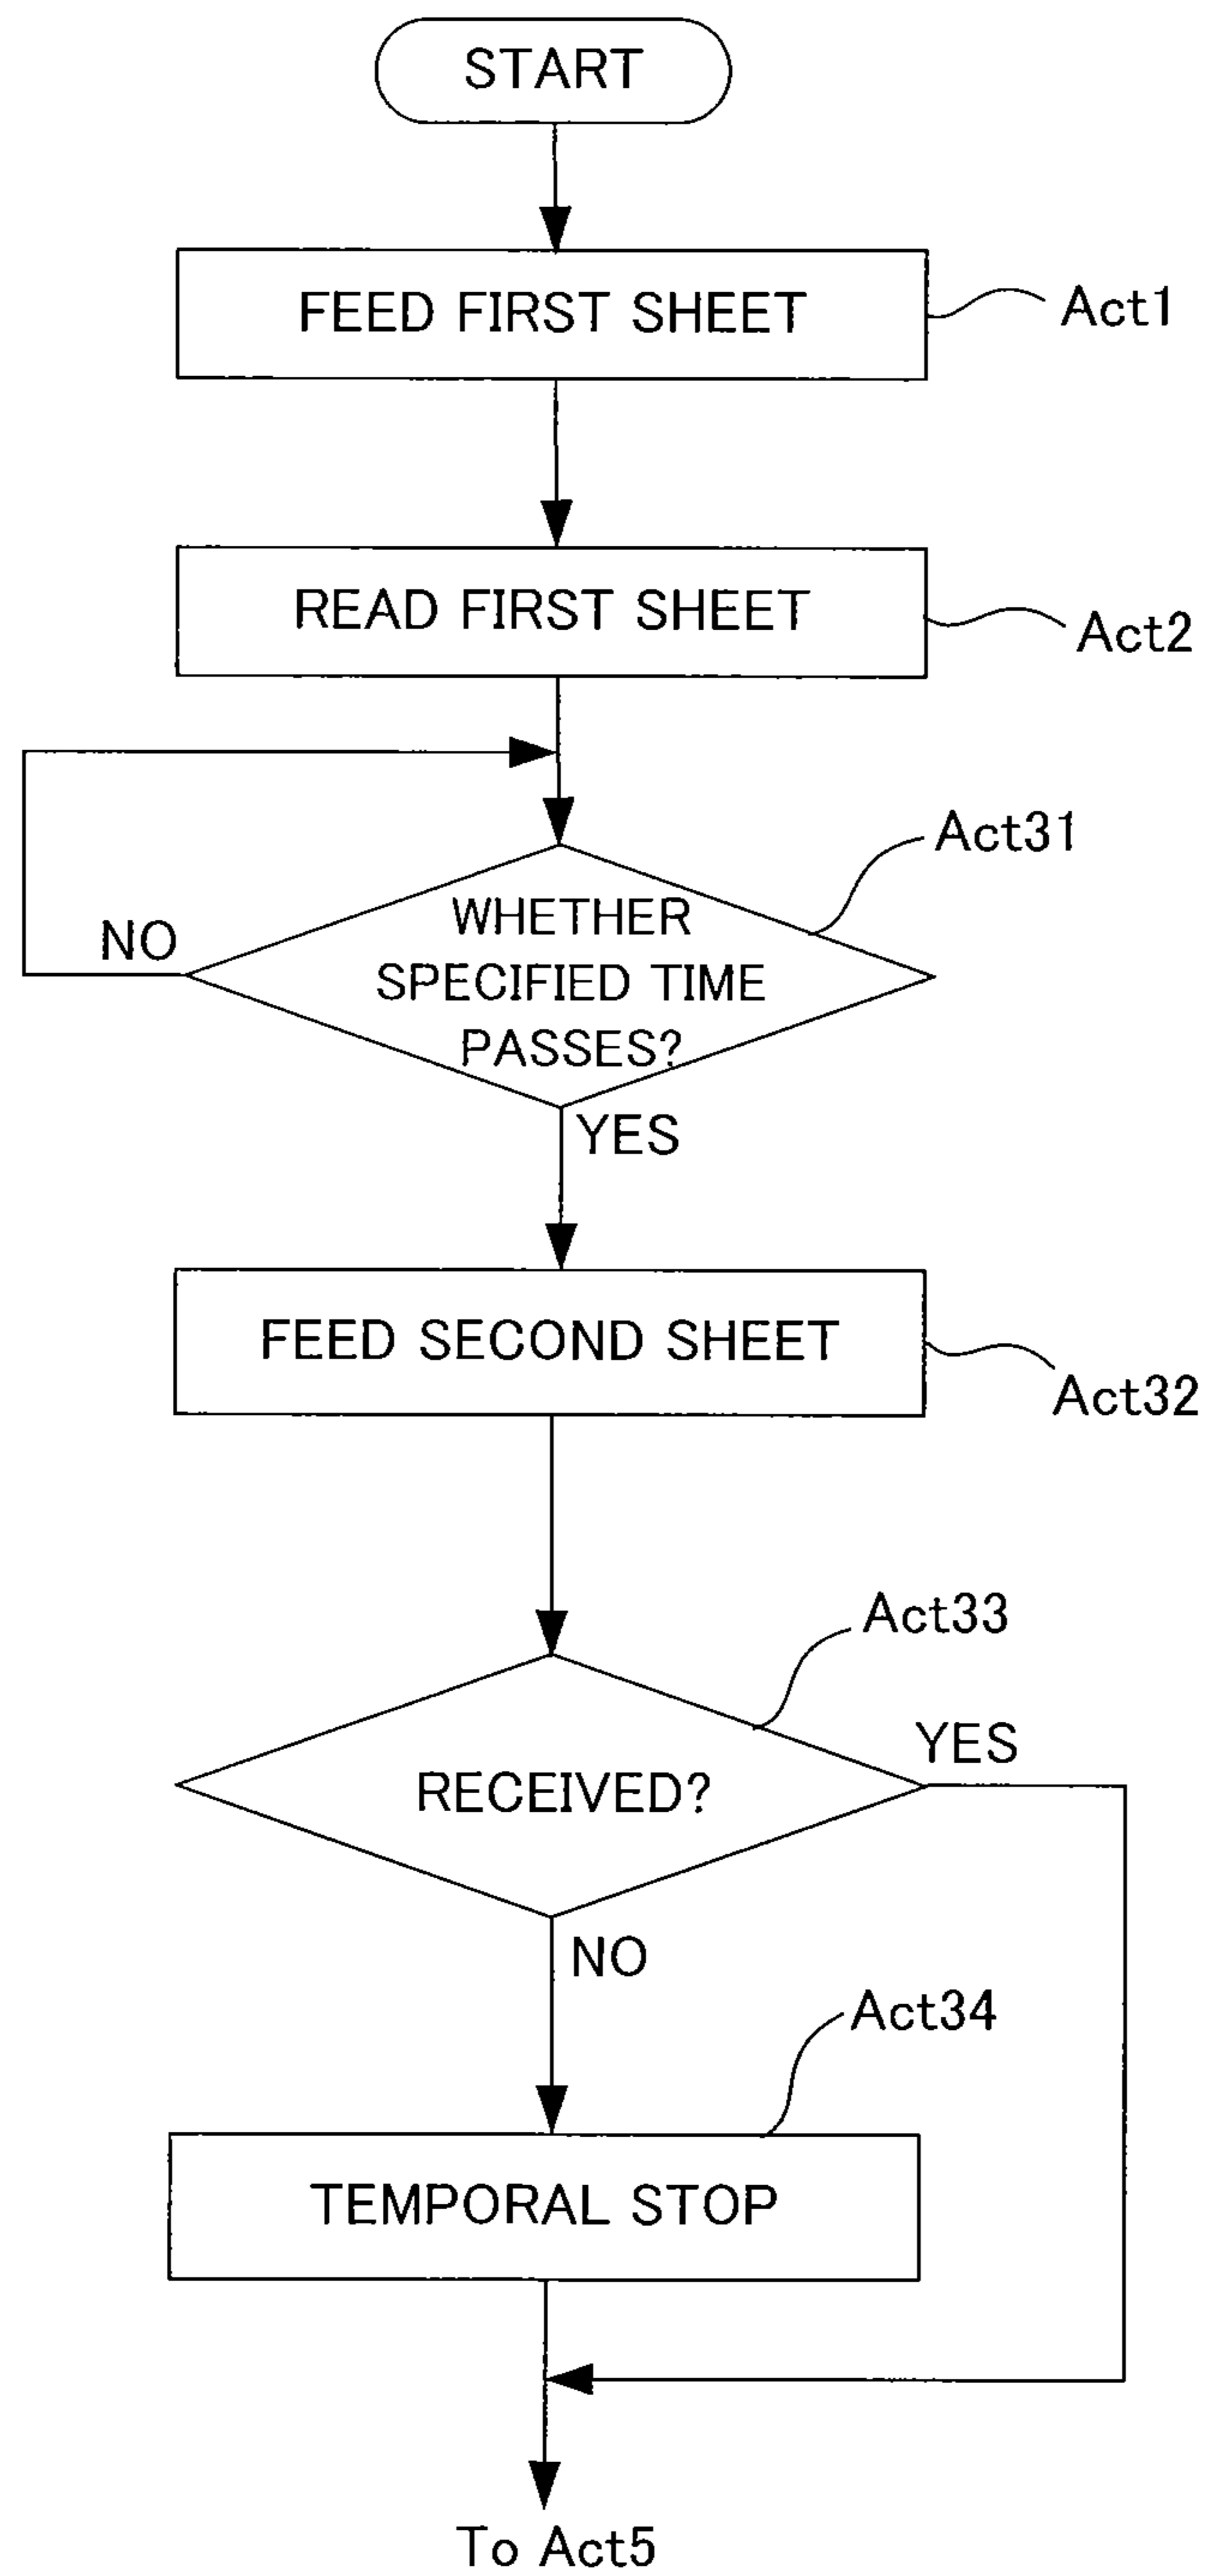 START
FEED FIRST SHEET
Act1
READ FIRST SHEET
Act2
Act31
WHETHER
SPECIFIED TIME
PASSES?
NO
YES
FEED SECOND SHEET
Act32
Act33
RECEIVED?
YES
NO
Act34
TEMPORAL STOP
To Act5